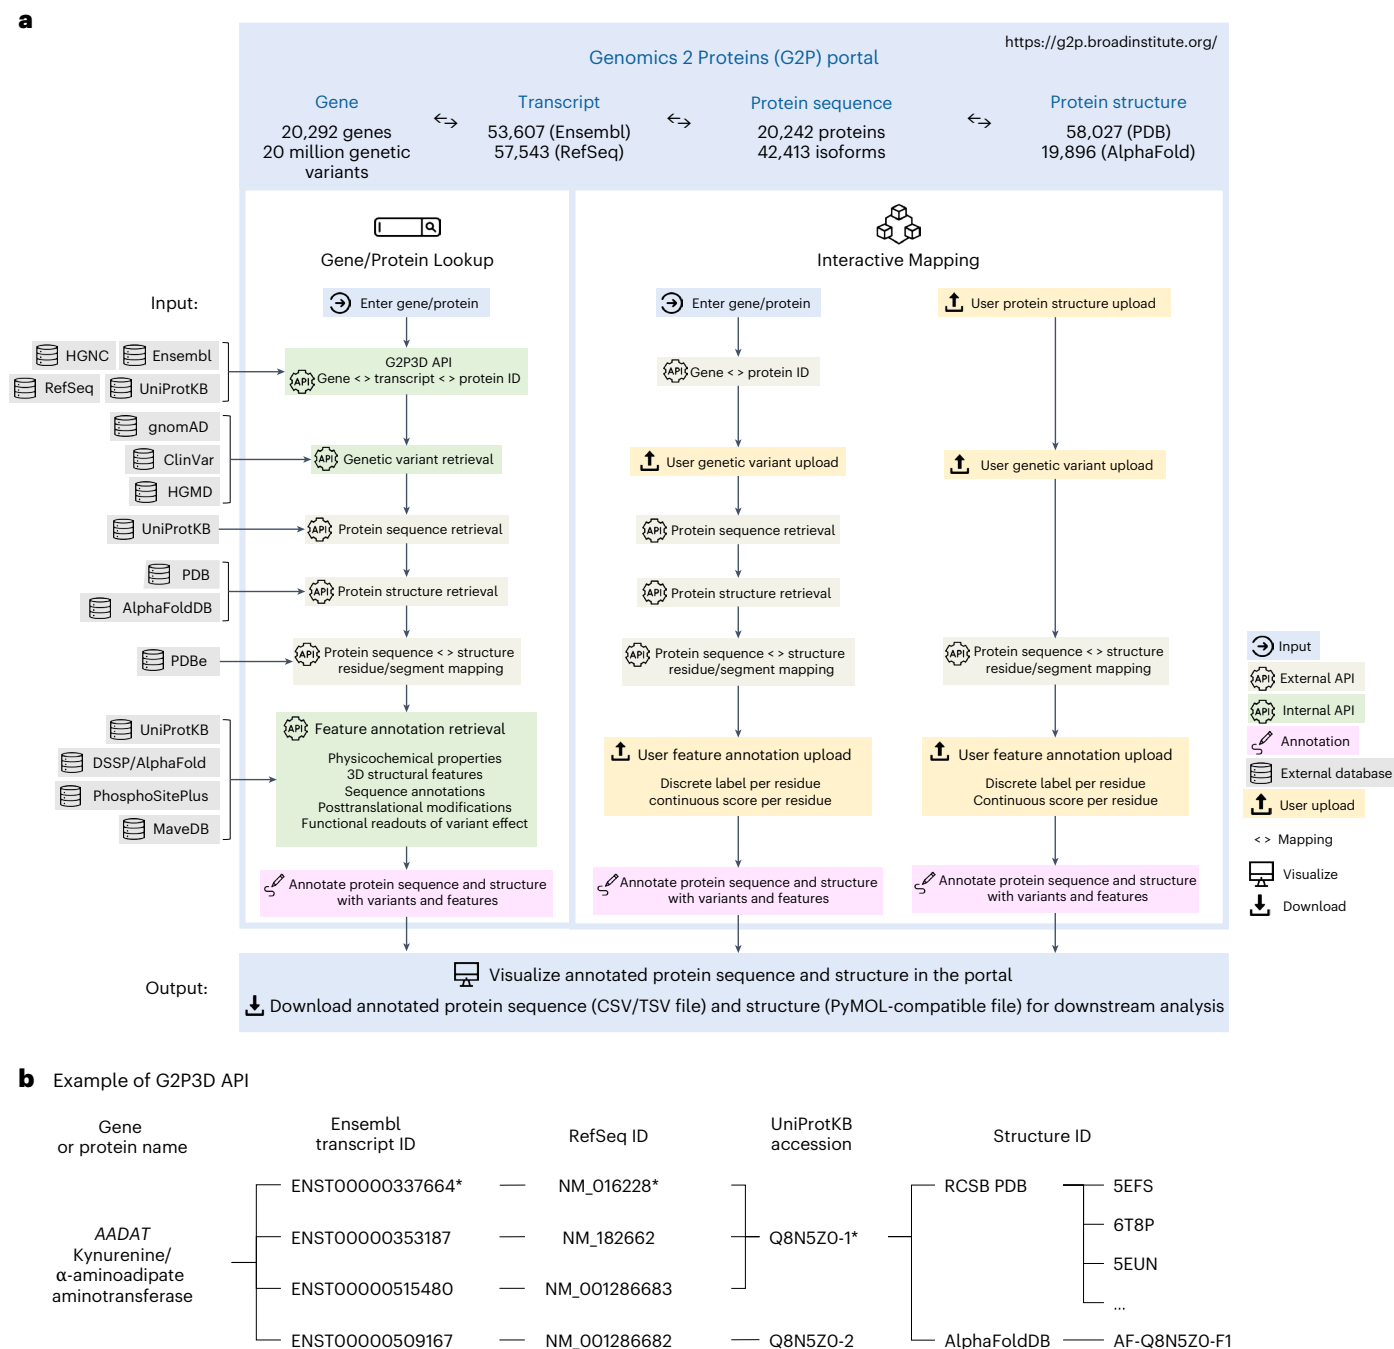 a
https://g2p.broadinstitute.org/
Genomics 2 Proteins (G2P) portal
Gene
20,292 genes
20 million genetic
variants
Transcript
53,607 (Ensembl)
57,543 (RefSeq)
Protein sequence
20,242 proteins
42,413 isoforms
Protein structure
58,027 (PDB)
19,896 (AlphaFold)
Gene/Protein Lookup
Interactive Mapping
Input:
Enter gene/protein
HGNC
Ensembl
RefSeq
UniProtKB
G2P3D API
API Gene <> transcript <> protein ID
gnomAD
ClinVar
HGMD
API Genetic variant retrieval
UniProtKB
API Protein sequence retrieval
PDB
AlphaFoldDB
API Protein structure retrieval
PDBe
API Protein sequence <> structure
residue/segment mapping
UniProtKB
DSSP/AlphaFold
PhosphoSitePlus
MaveDB
API Feature annotation retrieval
Physicochemical properties
3D structural features
Sequence annotations
Posttranslational modifications
Functional readouts of variant effect
Annotate protein sequence and structure
with variants and features
Enter gene/protein
API Gene <> protein ID
User genetic variant upload
API Protein sequence retrieval
API Protein structure retrieval
API Protein sequence <> structure
residue/segment mapping
User feature annotation upload
Discrete label per residue
continuous score per residue
Annotate protein sequence and structure
with variants and features
User protein structure upload
User genetic variant upload
API Protein sequence <> structure
residue/segment mapping
User feature annotation upload
Discrete label per residue
Continuous score per residue
Annotate protein sequence and structure
with variants and features
Input
API External API
API Internal API
Annotation
External database
User upload
<> Mapping
Visualize
Download
Output:
Visualize annotated protein sequence and structure in the portal
Download annotated protein sequence (CSV/TSV file) and structure (PyMOL-compatible file) for downstream analysis
b Example of G2P3D API
Gene
or protein name
Ensembl
transcript ID
RefSeq ID
UniProtKB
accession
Structure ID
AADAT
Kynurenine/
α-aminoadipate
aminotransferase
ENST00000337664*
NM_016228*
ENST00000353187
NM_182662
ENST00000515480
NM_001286683
ENST00000509167
NM_001286682
Q8N5Z0-1*
Q8N5Z0-2
RCSB PDB
5EFS
6T8P
5EUN
...
AlphaFoldDB
AF-Q8N5Z0-F1